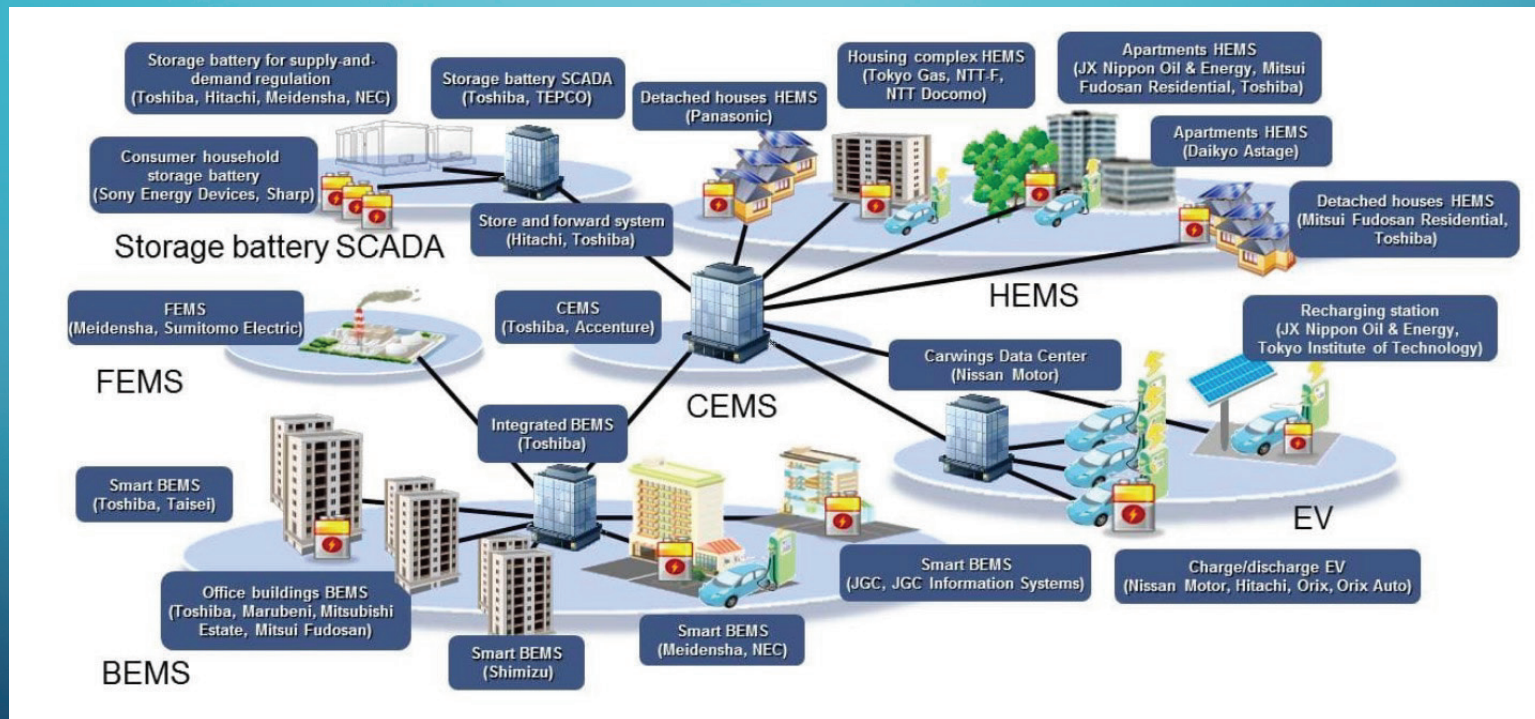 Storage battery for supply-and-
demand regulation
(Toshiba, Hitachi, Meidensha, NEC)
Storage battery SCADA
(Toshiba, TEPCO)
Consumer household
storage battery
(Sony Energy Devices, Sharp)
Store and forward system
(Hitachi, Toshiba)
Storage battery SCADA
Detached houses HEMS
(Panasonic)
Housing complex HEMS
(Tokyo Gas, NTT-F,
NTT Docomo)
Apartments HEMS
(JX Nippon Oil & Energy, Mitsui
Fudosan Residential, Toshiba)
Apartments HEMS
(Daikyo Astage)
Detached houses HEMS
(Mitsui Fudosan Residential,
Toshiba)
HEMS
FEMS
(Meidensha, Sumitomo Electric)
FEMS
CEMS
(Toshiba, Accenture)
CEMS
Recharging station
(JX Nippon Oil & Energy,
Tokyo Institute of Technology)
Carwings Data Center
(Nissan Motor)
EV
Charge/discharge EV
(Nissan Motor, Hitachi, Orix, Orix Auto)
Integrated BEMS
(Toshiba)
Smart BEMS
(Toshiba, Taisei)
Office buildings BEMS
(Toshiba, Marubeni, Mitsubishi
Estate, Mitsui Fudosan)
Smart BEMS
(Shimizu)
Smart BEMS
(Meidensha, NEC)
Smart BEMS
(JGC, JGC Information Systems)
BEMS